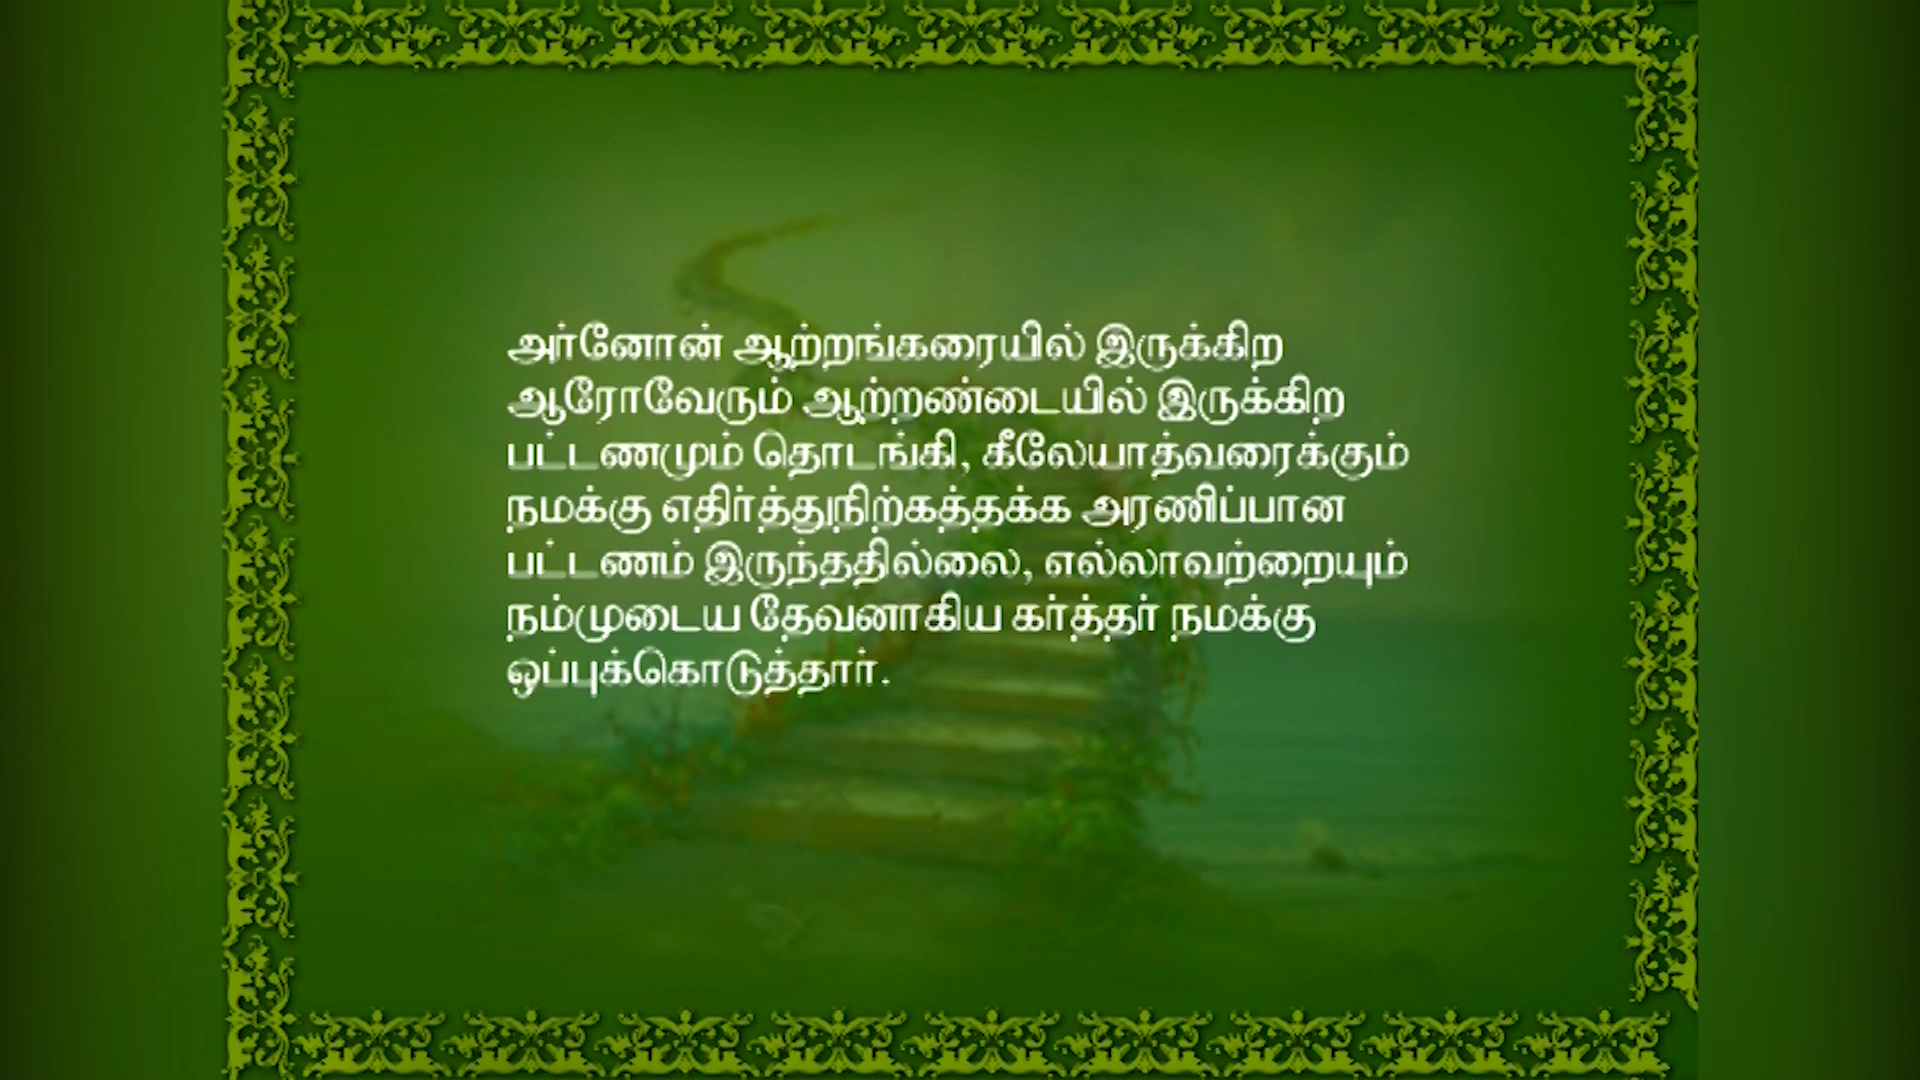 அர்னோன் ஆற்றங்கரையில் இருக்கிற
ஆரோவேரும் ஆற்றண்டையில் இருக்கிற
பட்டணமும் தொடங்கி, கீலேயாத்வரைக்கும்
நமக்கு எதிர்த்துநிற்கத்தக்க அரணிப்பான
பட்டணம் இருந்ததில்லை, எல்லாவற்றையும்
நம்முடைய தேவனாகிய கர்த்தர் நமக்கு
ஒப்புக்கொடுத்தார்.